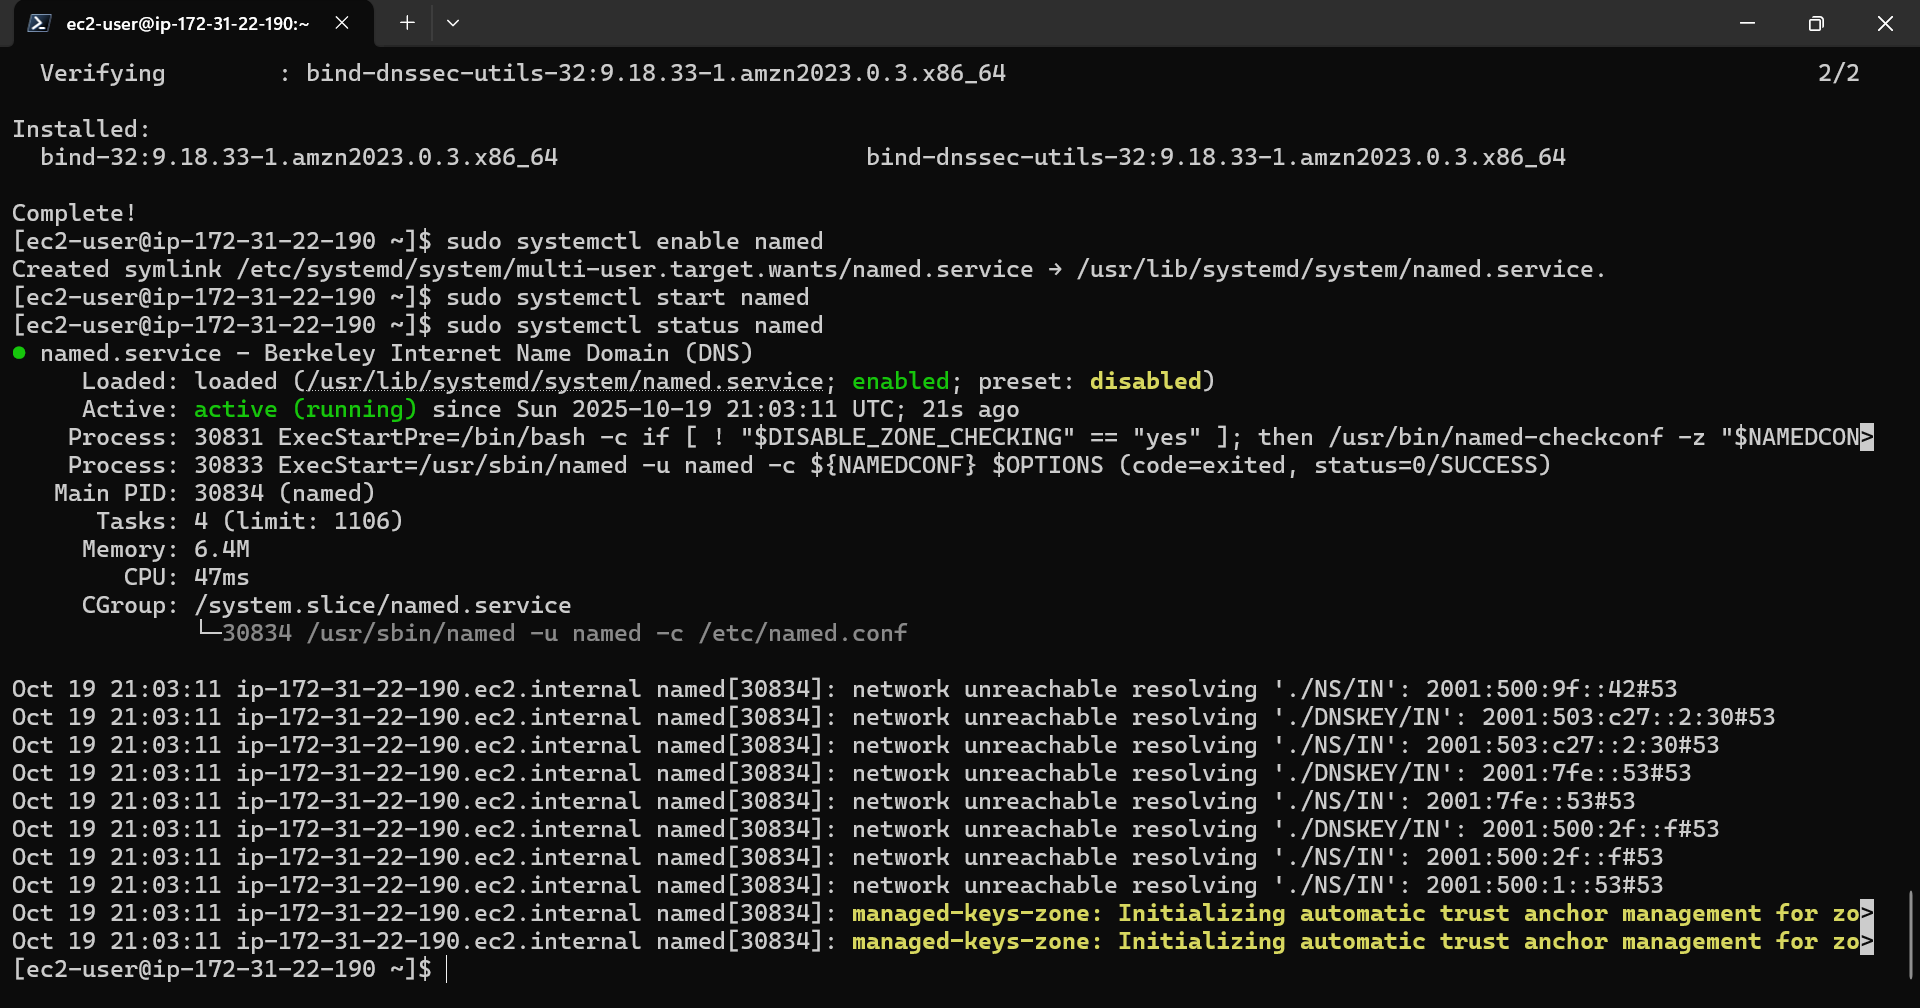 ec2-user@ip-172-31-22-190:~
Verifying        : bind-dnssec-utils-32:9.18.33-1.amzn2023.0.3.x86_64                                                          2/2
Installed:
bind-32:9.18.33-1.amzn2023.0.3.x86_64                      bind-dnssec-utils-32:9.18.33-1.amzn2023.0.3.x86_64
Complete!
[ec2-user@ip-172-31-22-190 ~]$ sudo systemctl enable named
Created symlink /etc/systemd/system/multi-user.target.wants/named.service → /usr/lib/systemd/system/named.service.
[ec2-user@ip-172-31-22-190 ~]$ sudo systemctl start named
[ec2-user@ip-172-31-22-190 ~]$ sudo systemctl status named
● named.service - Berkeley Internet Name Domain (DNS)
Loaded: loaded (/usr/lib/systemd/system/named.service; enabled; preset: disabled)
Active: active (running) since Sun 2025-10-19 21:03:11 UTC; 21s ago
Process: 30831 ExecStartPre=/bin/bash -c if [ ! "$DISABLE_ZONE_CHECKING" == "yes" ]; then /usr/bin/named-checkconf -z "$NAMEDCON>
Process: 30833 ExecStart=/usr/sbin/named -u named -c ${NAMEDCONF} $OPTIONS (code=exited, status=0/SUCCESS)
Main PID: 30834 (named)
Tasks: 4 (limit: 1106)
Memory: 6.4M
CPU: 47ms
CGroup: /system.slice/named.service
└─30834 /usr/sbin/named -u named -c /etc/named.conf
Oct 19 21:03:11 ip-172-31-22-190.ec2.internal named[30834]: network unreachable resolving './NS/IN': 2001:500:9f::42#53
Oct 19 21:03:11 ip-172-31-22-190.ec2.internal named[30834]: network unreachable resolving './DNSKEY/IN': 2001:503:c27::2:30#53
Oct 19 21:03:11 ip-172-31-22-190.ec2.internal named[30834]: network unreachable resolving './NS/IN': 2001:503:c27::2:30#53
Oct 19 21:03:11 ip-172-31-22-190.ec2.internal named[30834]: network unreachable resolving './DNSKEY/IN': 2001:7fe::53#53
Oct 19 21:03:11 ip-172-31-22-190.ec2.internal named[30834]: network unreachable resolving './NS/IN': 2001:7fe::53#53
Oct 19 21:03:11 ip-172-31-22-190.ec2.internal named[30834]: network unreachable resolving './DNSKEY/IN': 2001:500:2f::f#53
Oct 19 21:03:11 ip-172-31-22-190.ec2.internal named[30834]: network unreachable resolving './NS/IN': 2001:500:2f::f#53
Oct 19 21:03:11 ip-172-31-22-190.ec2.internal named[30834]: network unreachable resolving './NS/IN': 2001:500:1::53#53
Oct 19 21:03:11 ip-172-31-22-190.ec2.internal named[30834]: managed-keys-zone: Initializing automatic trust anchor management for zo>
Oct 19 21:03:11 ip-172-31-22-190.ec2.internal named[30834]: managed-keys-zone: Initializing automatic trust anchor management for zo>
[ec2-user@ip-172-31-22-190 ~]$